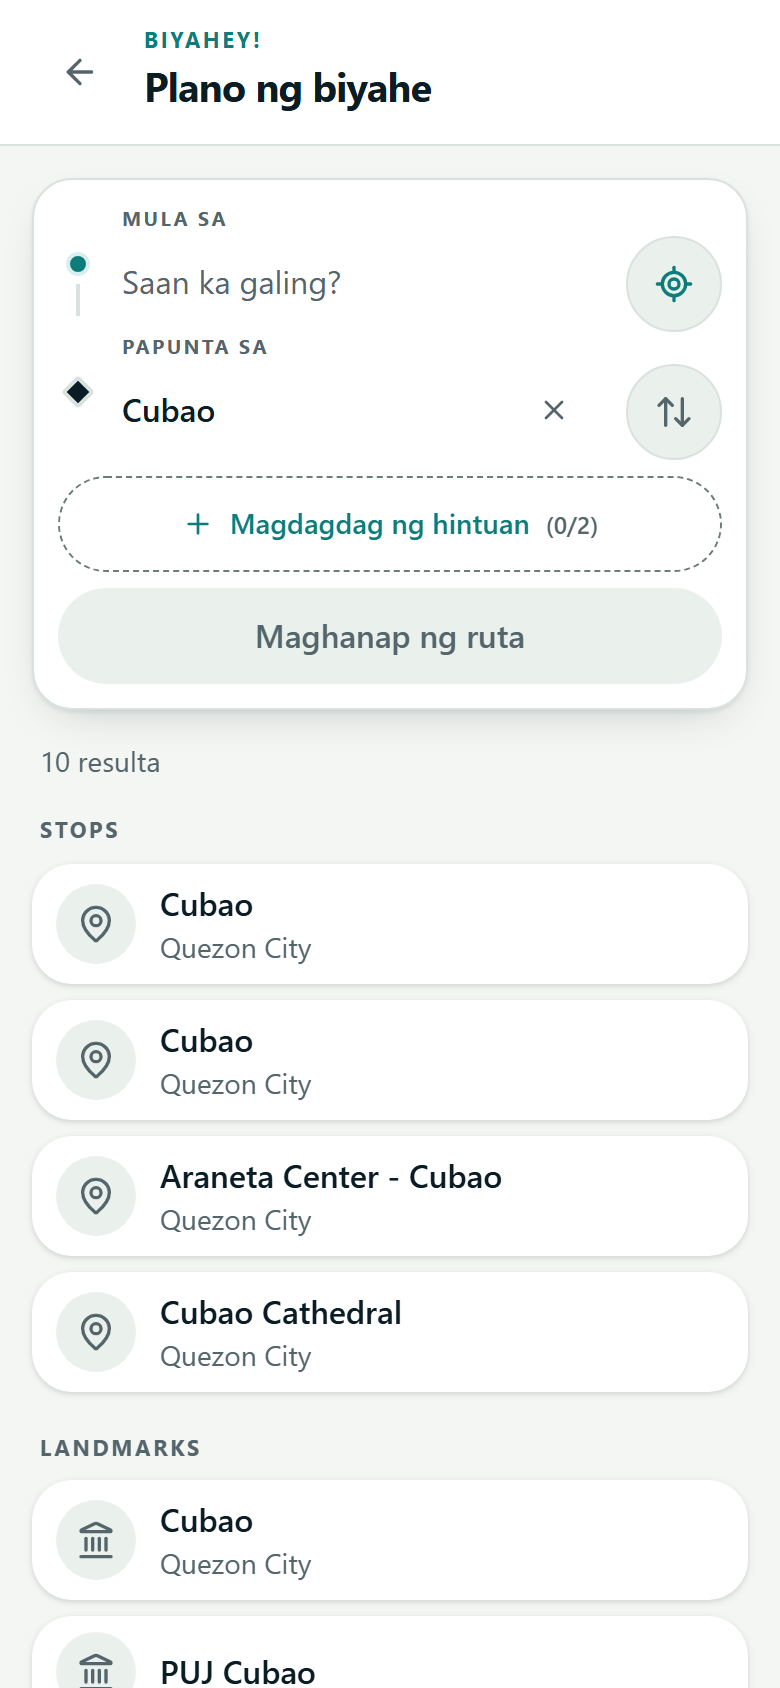 BIYAHEY!
Plano ng biyahe
MULA SA
Saan ka galing?
PAPUNTA SA
Cubao
Magdagdag ng hintuan (0/2)
Maghanap ng ruta
10 resulta
STOPS
Cubao
Quezon City
Cubao
Quezon City
Araneta Center - Cubao
Quezon City
Cubao Cathedral
Quezon City
LANDMARKS
Cubao
Quezon City
PUJ Cubao